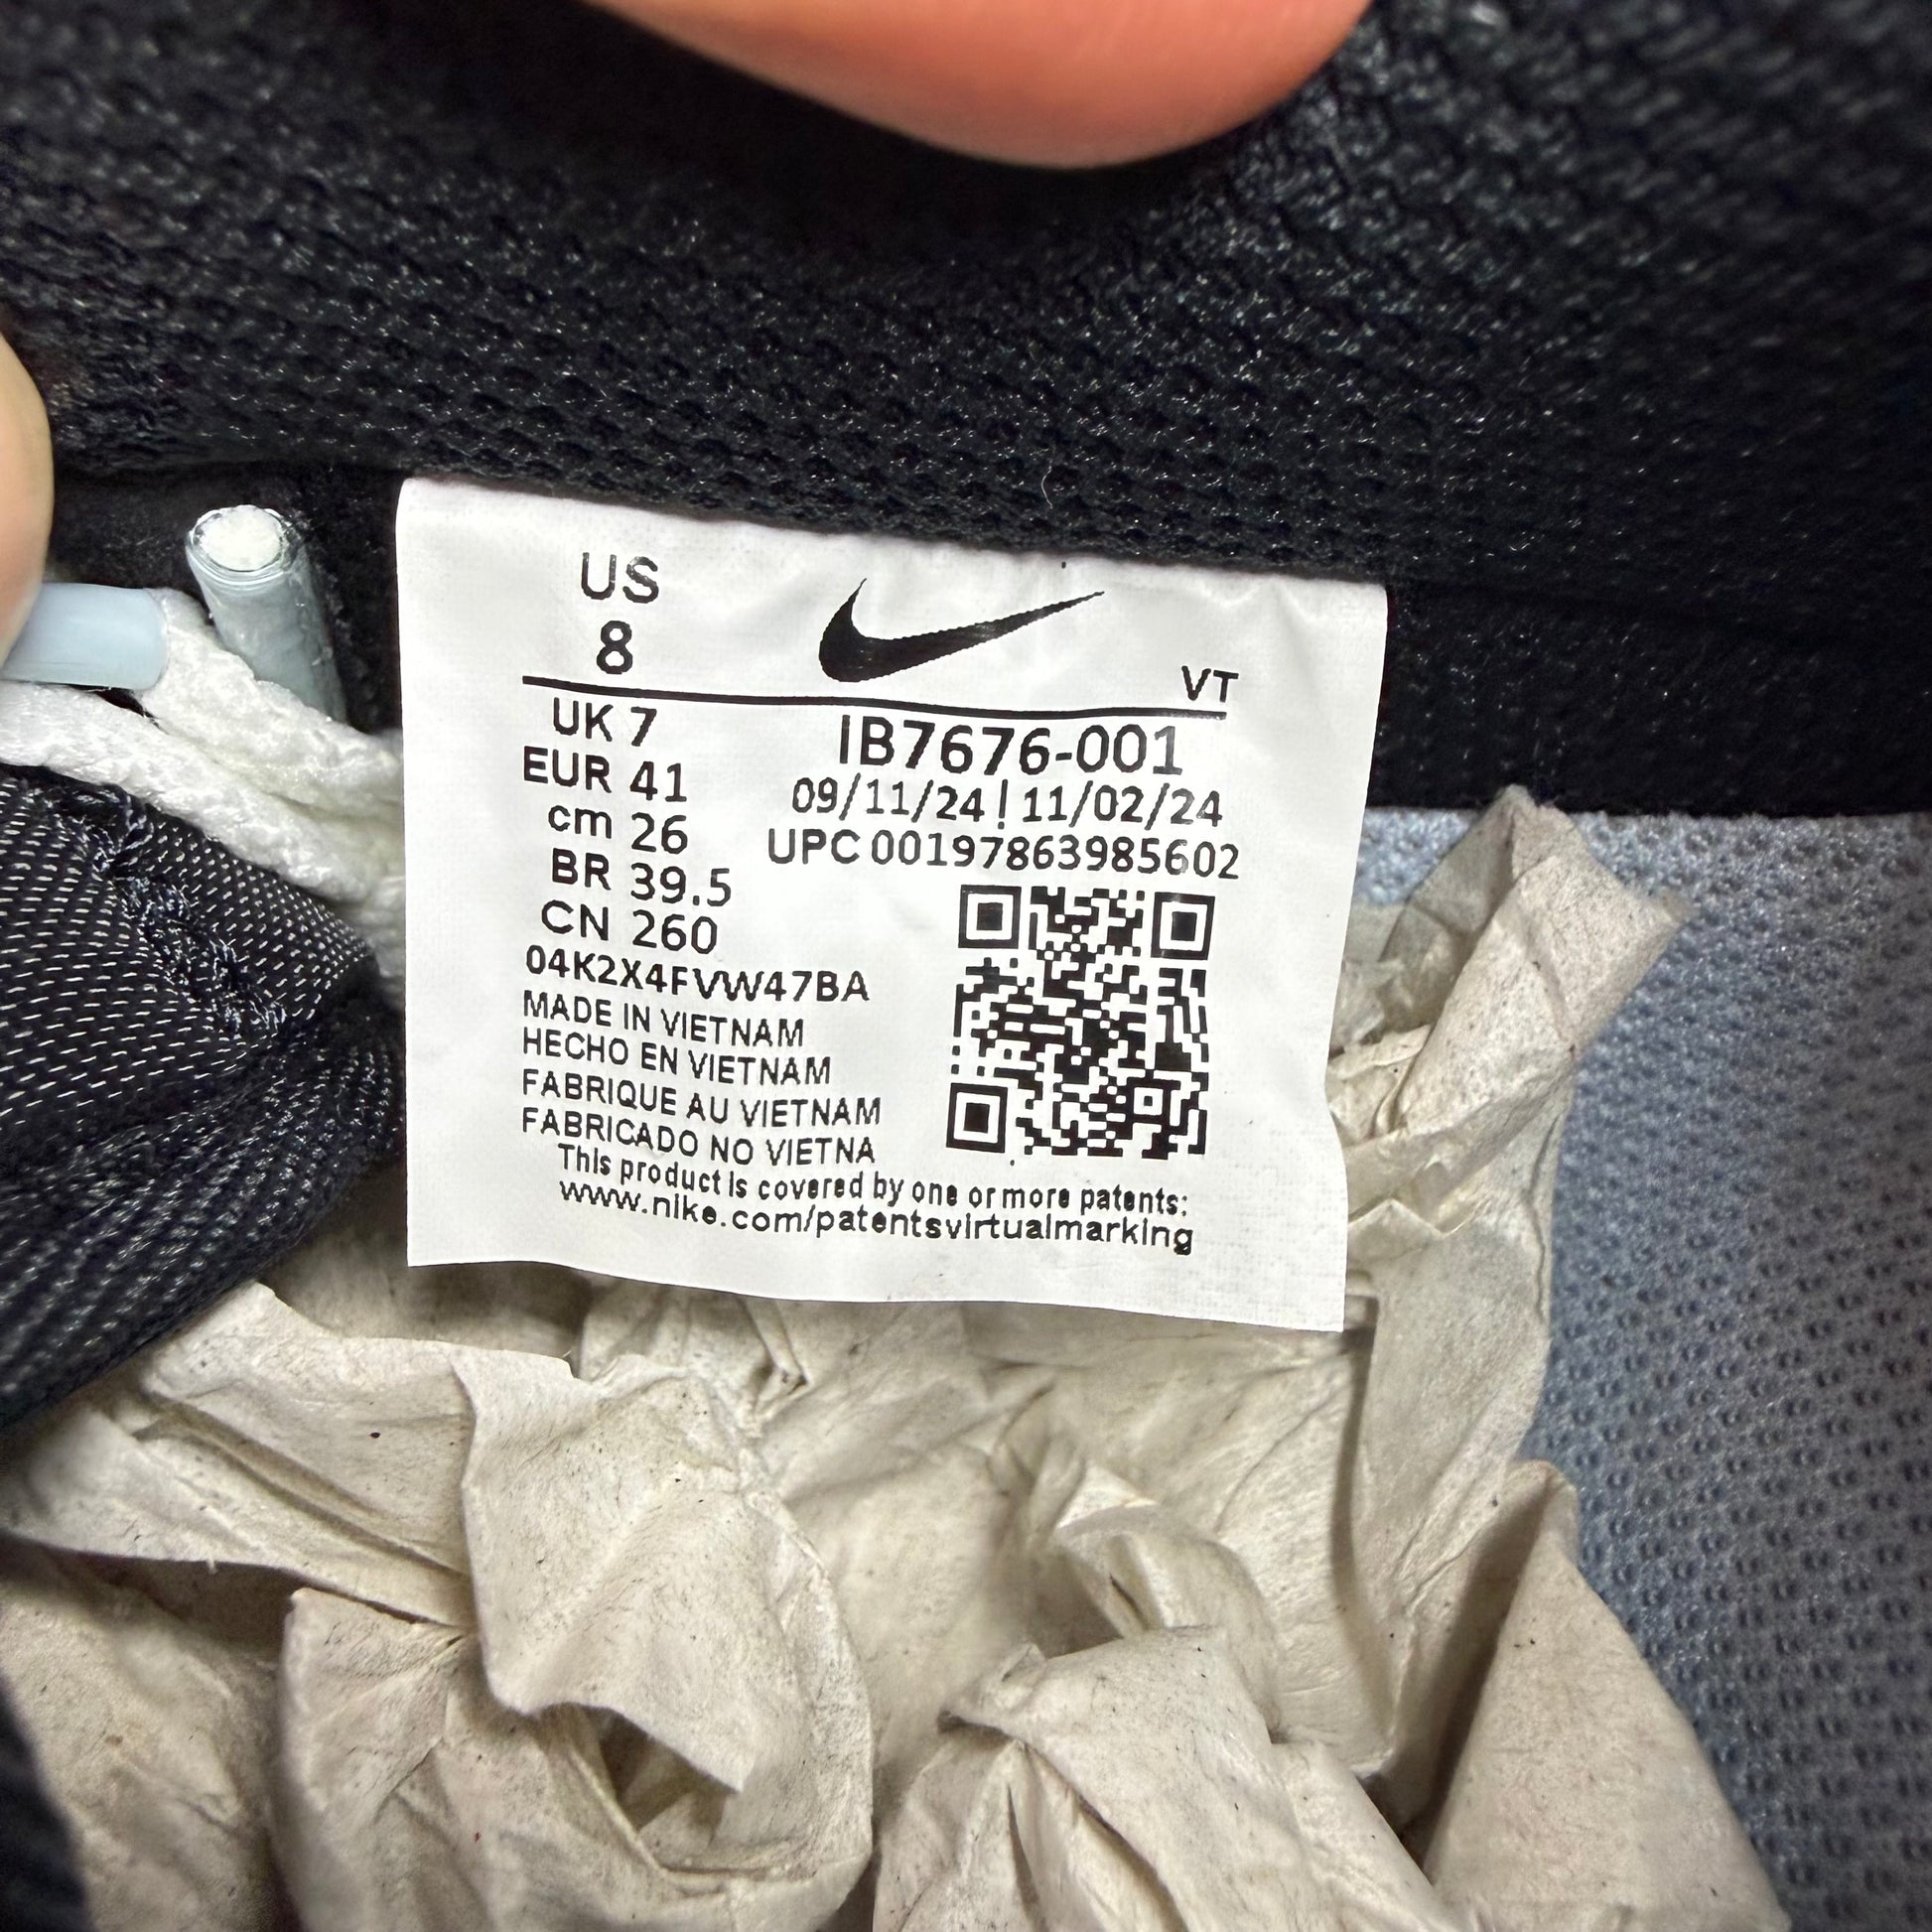 US
8
VT
UK 7
EUR 41
cm 26
BR 39.5
CN 260
IB7676-001
09/11/24 | 11/02/24
UPC 00197863985602
04K2X4FVW47BA
MADE IN VIETNAM
HECHO EN VIETNAM
FABRIQUE AU VIETNAM
FABRICADO NO VIETNA
This product is covered by one or more patents:
www.nike.com/patentsvirtualmarking